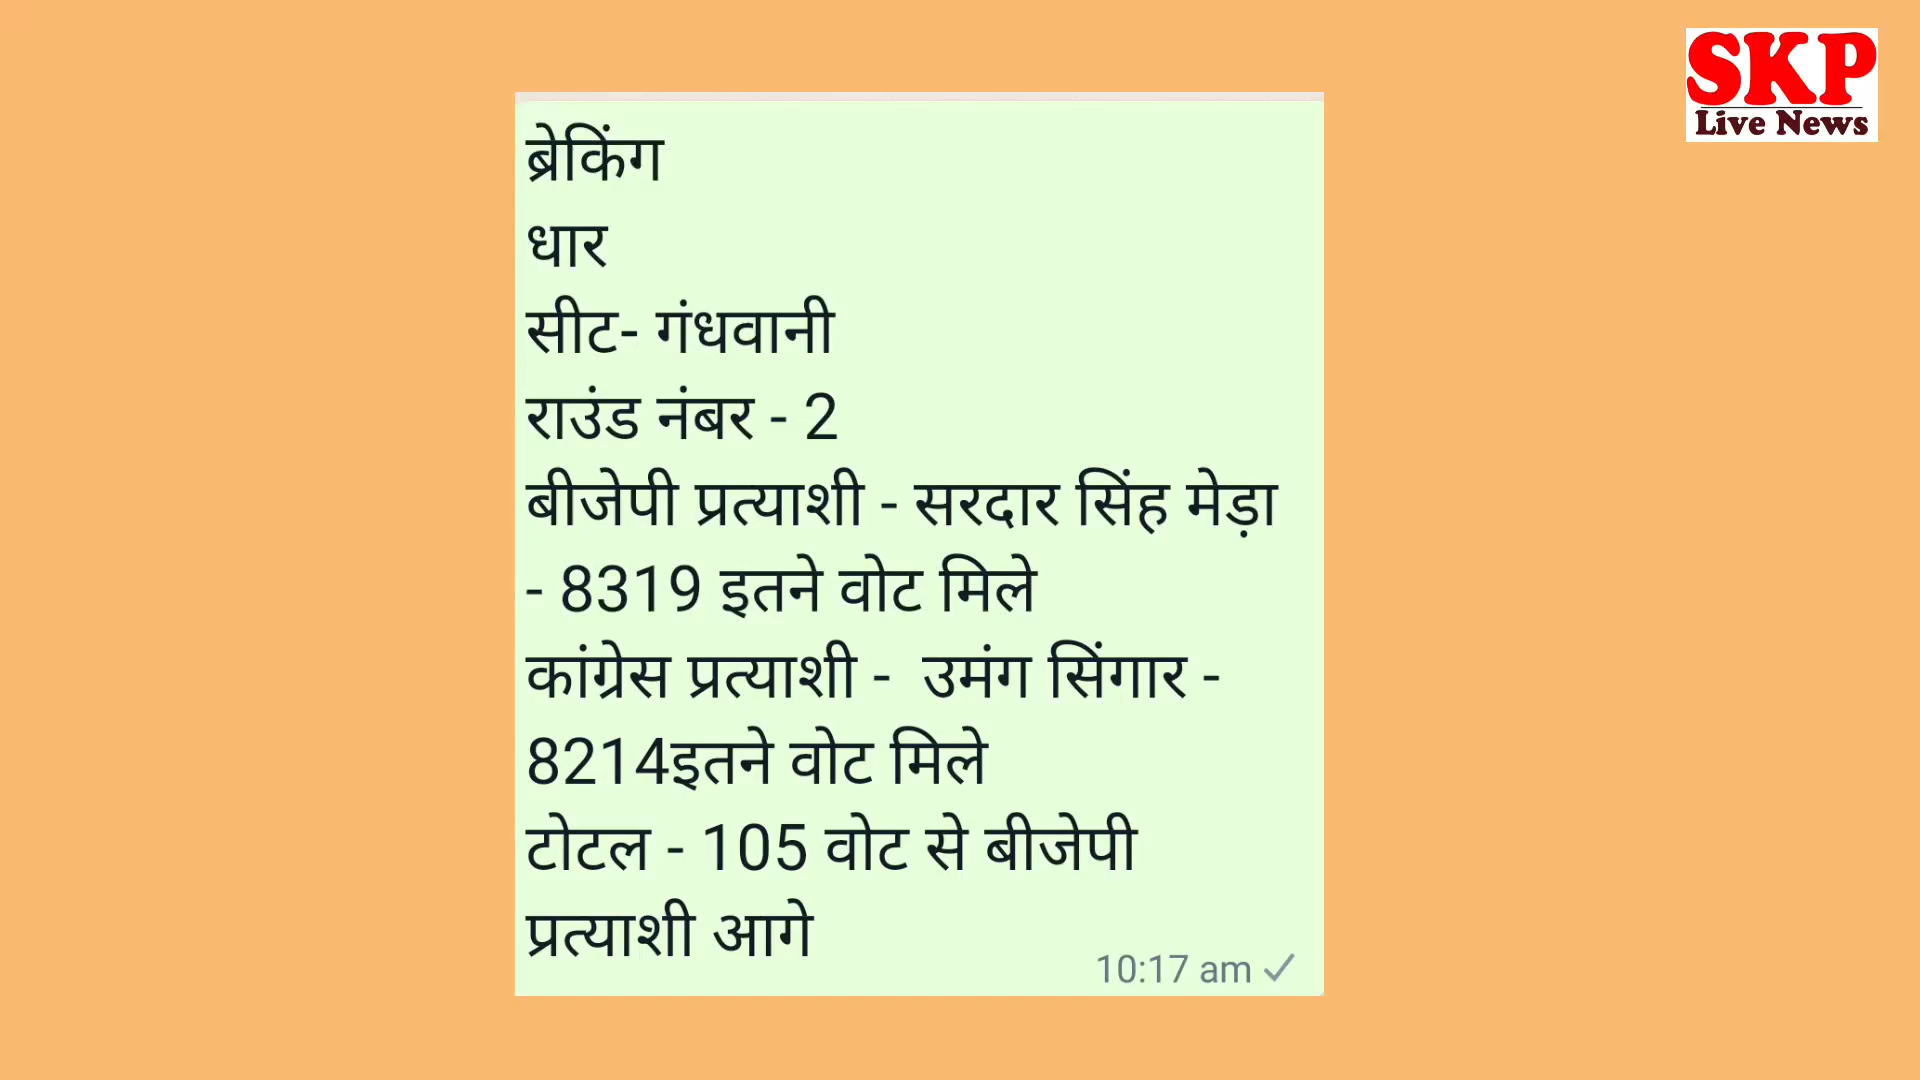 SKP
Live News
ब्रेकिंग
धार
सीट- गंधवानी
राउंड नंबर - 2
बीजेपी प्रत्याशी - सरदार सिंह मेड़ा
- 8319 इतने वोट मिले
कांग्रेस प्रत्याशी -  उमंग सिंगार -
8214इतने वोट मिले
टोटल - 105 वोट से बीजेपी
प्रत्याशी आगे
10:17 am